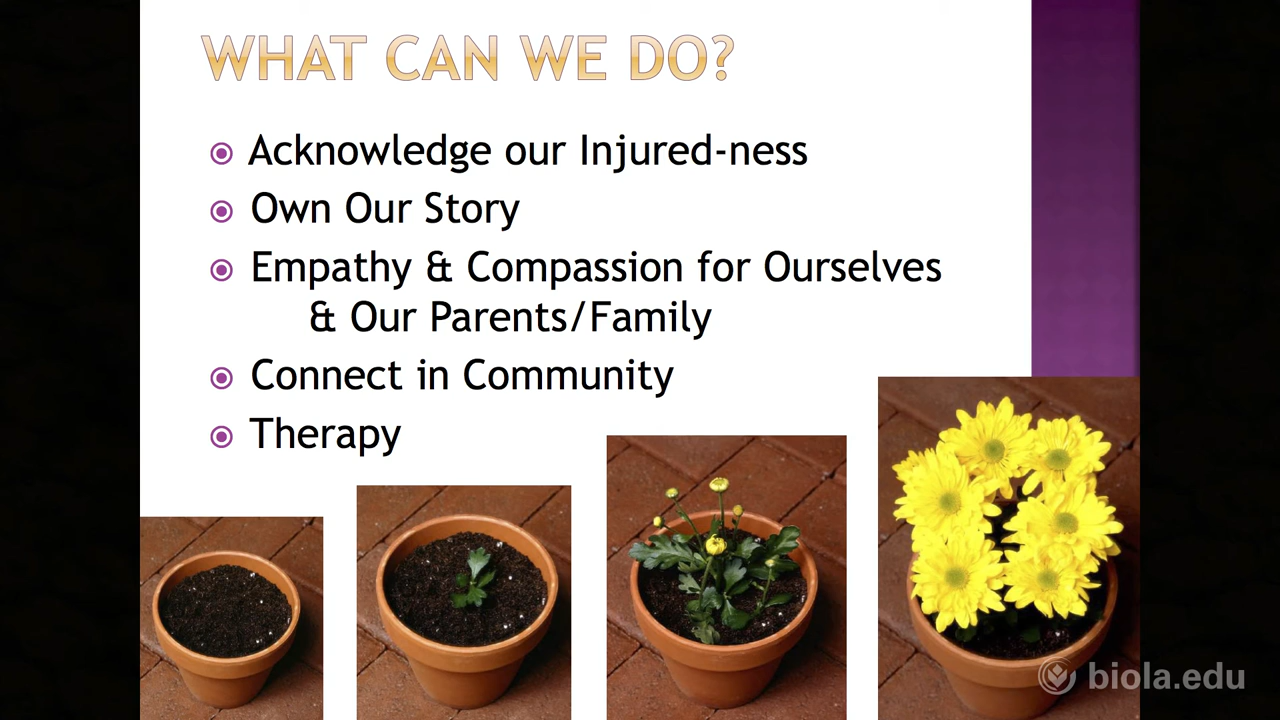 WHAT CAN WE DO?
Acknowledge our Injured-ness
Own Our Story
Empathy & Compassion for Ourselves
& Our Parents/Family
Connect in Community
Therapy
biola.edu